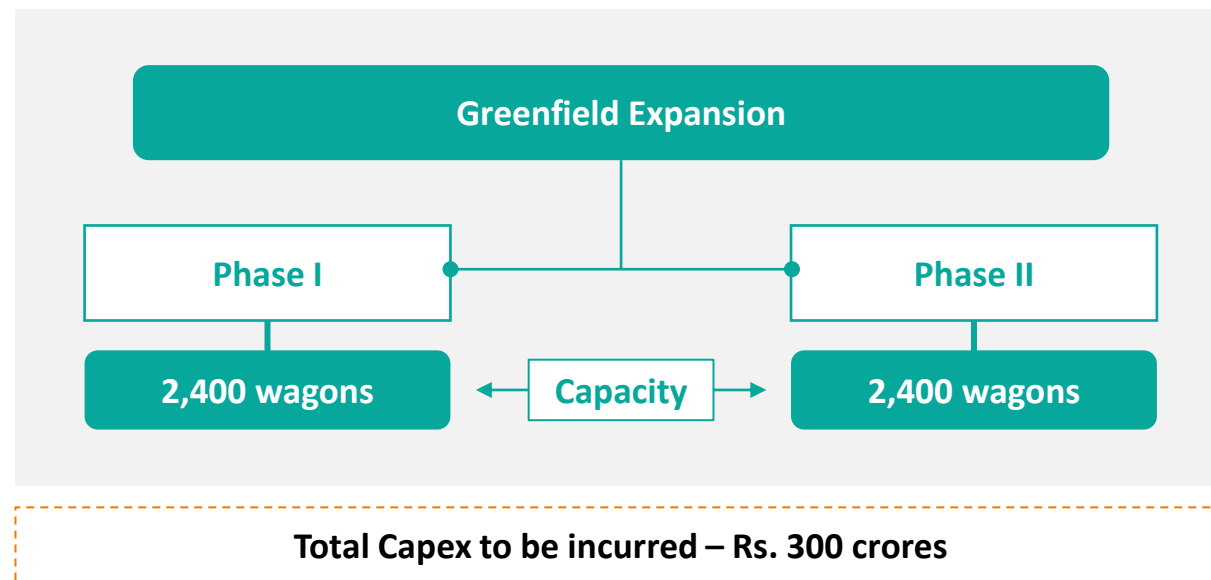 Greenfield Expansion
Phase I
Phase II
2,400 wagons
Capacity
2,400 wagons
Total Capex to be incurred – Rs. 300 crores